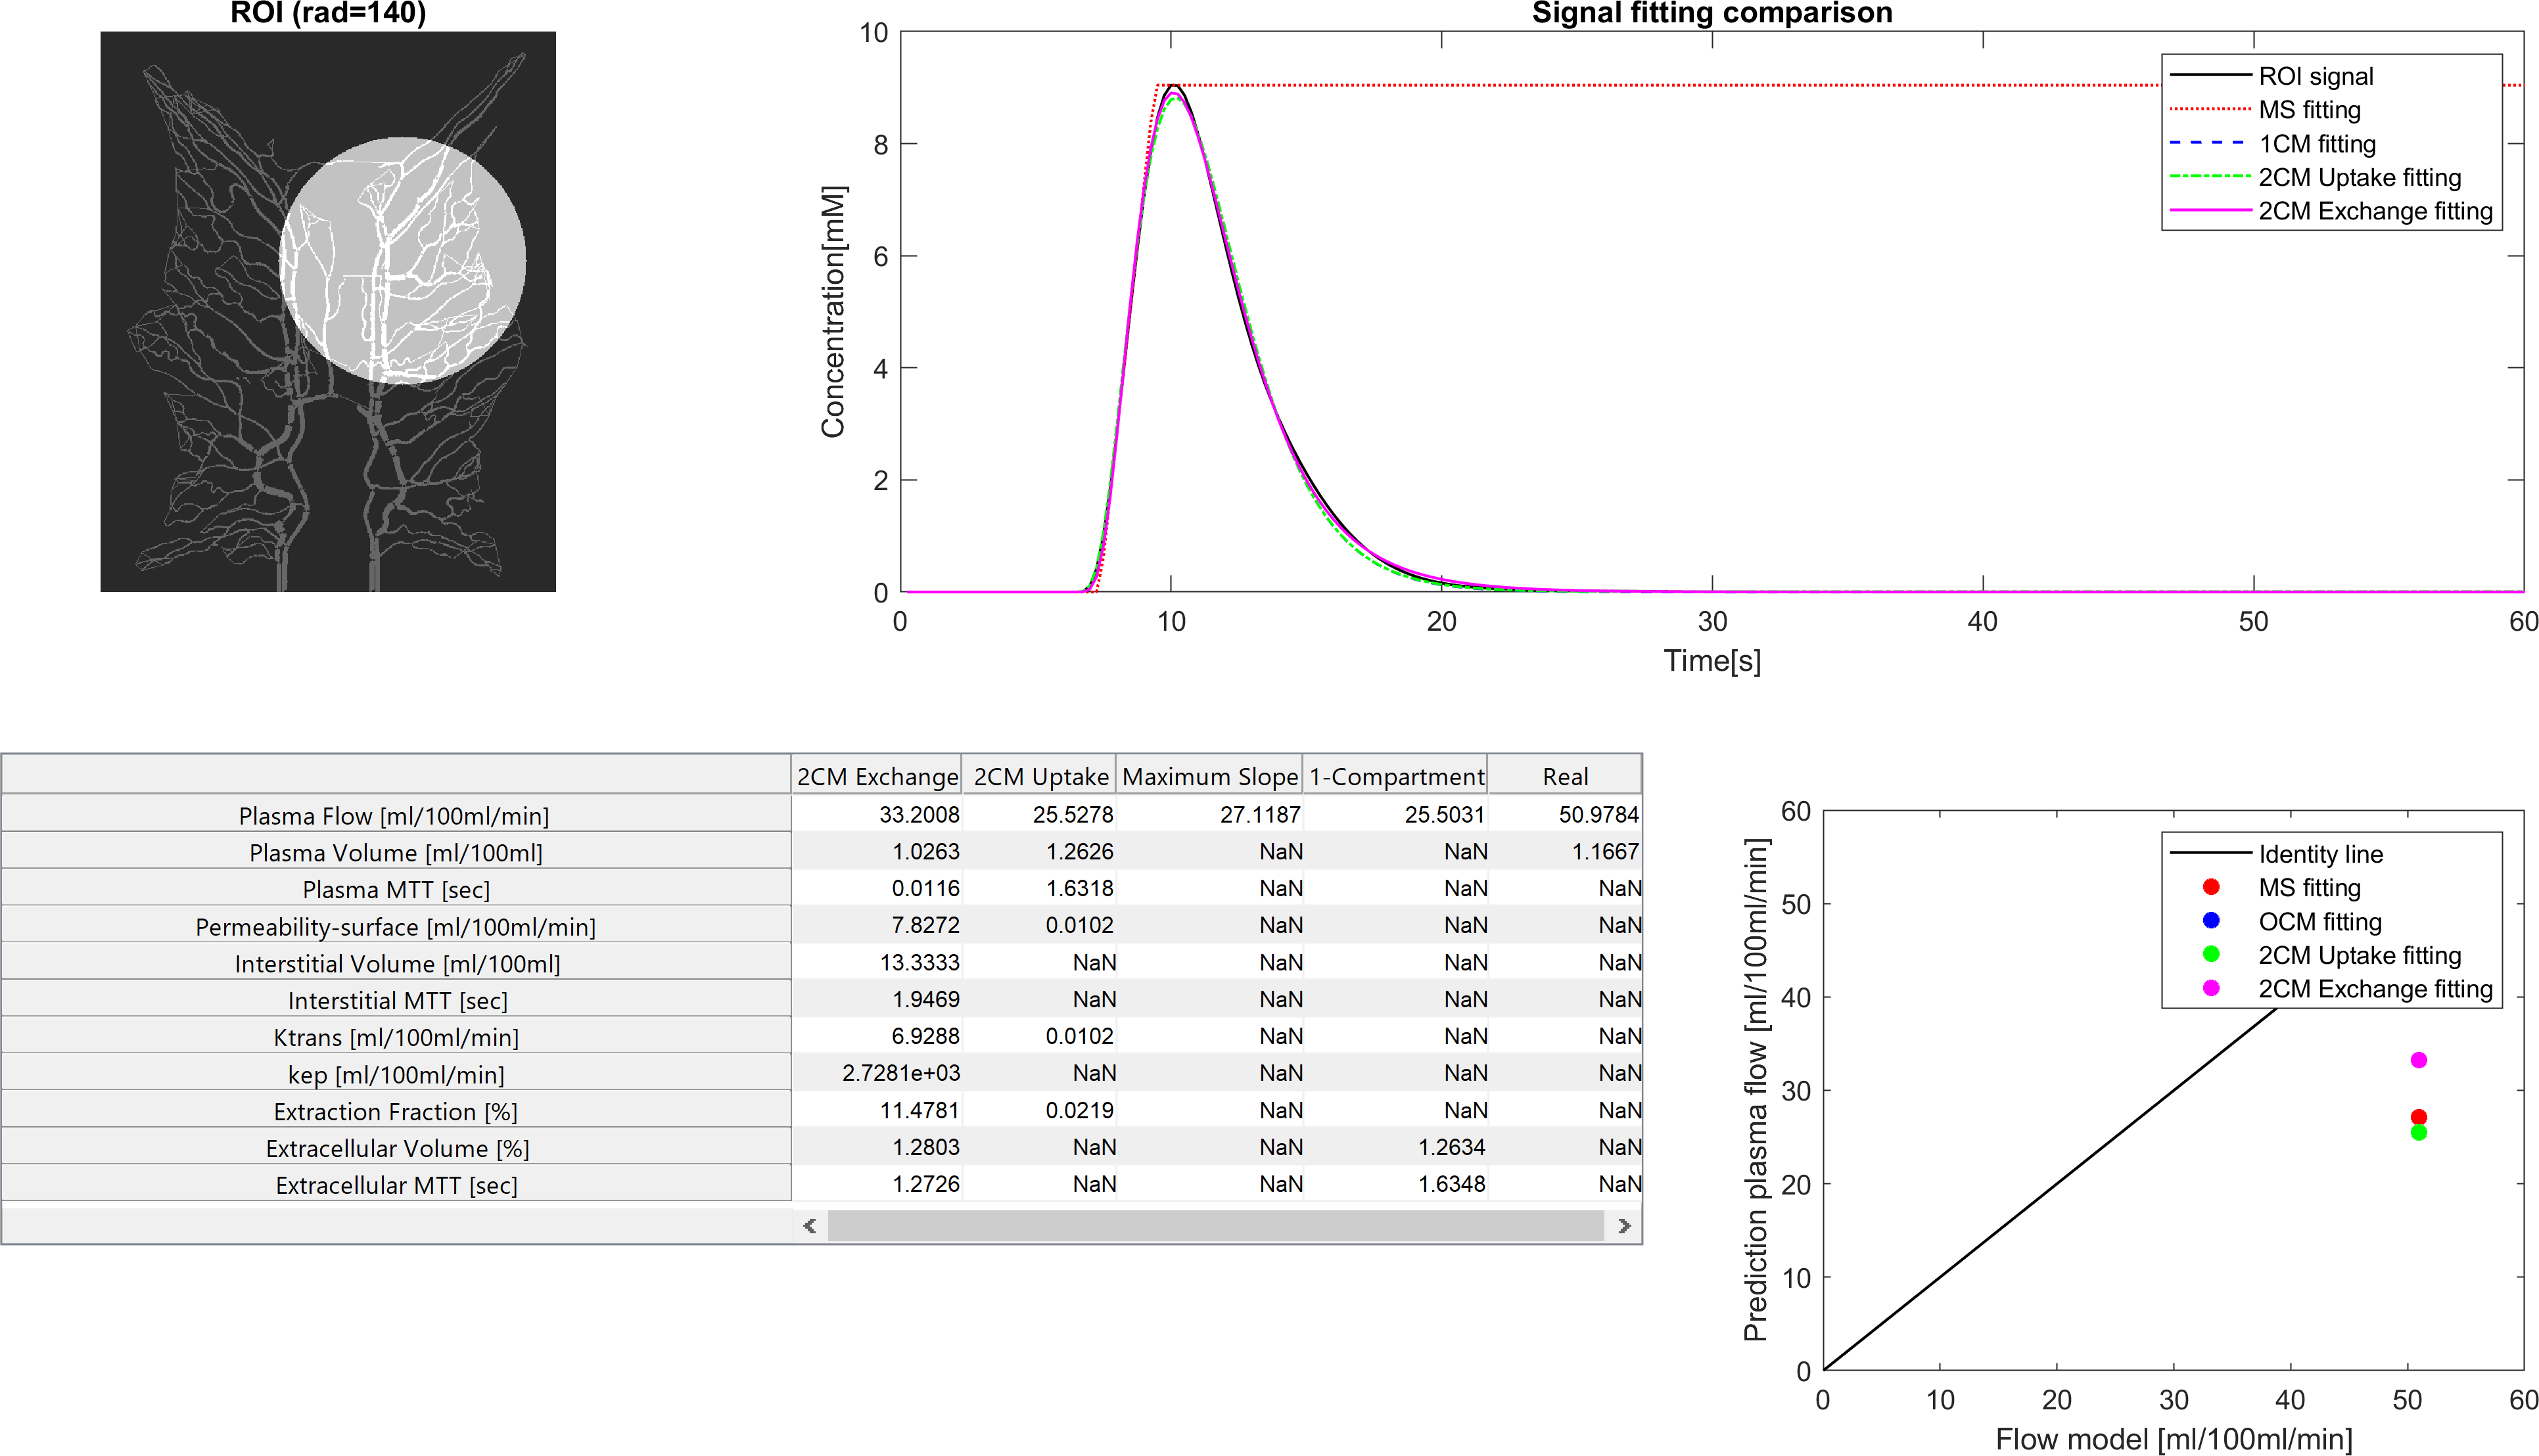 ROI (rad=140)
Signal fitting comparison
10
8
6
4
2
0
Concentration[mM]
0 10 20 30 40 50 60
Time[s]
ROI signal
MS fitting
1CM fitting
2CM Uptake fitting
2CM Exchange fitting
2CM Exchange 2CM Uptake Maximum Slope 1-Compartment Real
Plasma Flow [ml/100ml/min] 33.2008 25.5278 27.1187 25.5031 50.9784
Plasma Volume [ml/100ml] 1.0263 1.2626 NaN NaN 1.1667
Plasma MTT [sec] 0.0116 1.6318 NaN NaN NaN
Permeability-surface [ml/100ml/min] 7.8272 0.0102 NaN NaN NaN
Interstitial Volume [ml/100ml] 13.3333 NaN NaN NaN NaN
Interstitial MTT [sec] 1.9469 NaN NaN NaN NaN
Ktrans [ml/100ml/min] 6.9288 0.0102 NaN NaN NaN
kep [ml/100ml/min] 2.7281e+03 NaN NaN NaN NaN
Extraction Fraction [%] 11.4781 0.0219 NaN NaN NaN
Extracellular Volume [%] 1.2803 NaN NaN 1.2634 NaN
Extracellular MTT [sec] 1.2726 NaN NaN 1.6348 NaN
60
50
40
30
20
10
0
Prediction plasma flow [ml/100ml/min]
Identity line
MS fitting
OCM fitting
2CM Uptake fitting
2CM Exchange fitting
0 10 20 30 40 50 60
Flow model [ml/100ml/min]